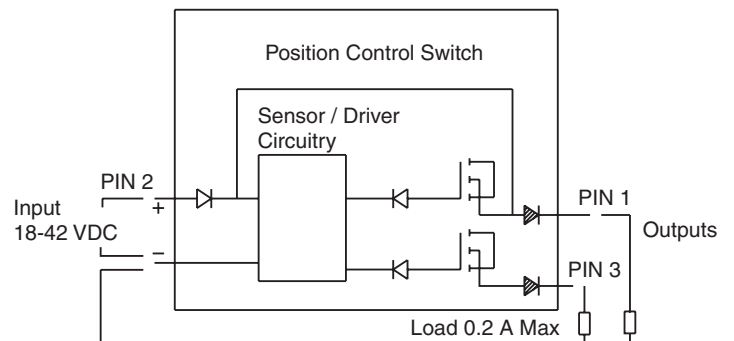 Position Control Switch
Sensor / Driver
Circuitry
PIN 2
+
Input
18-42 VDC
–
PIN 1
Outputs
PIN 3
Load 0.2 A Max